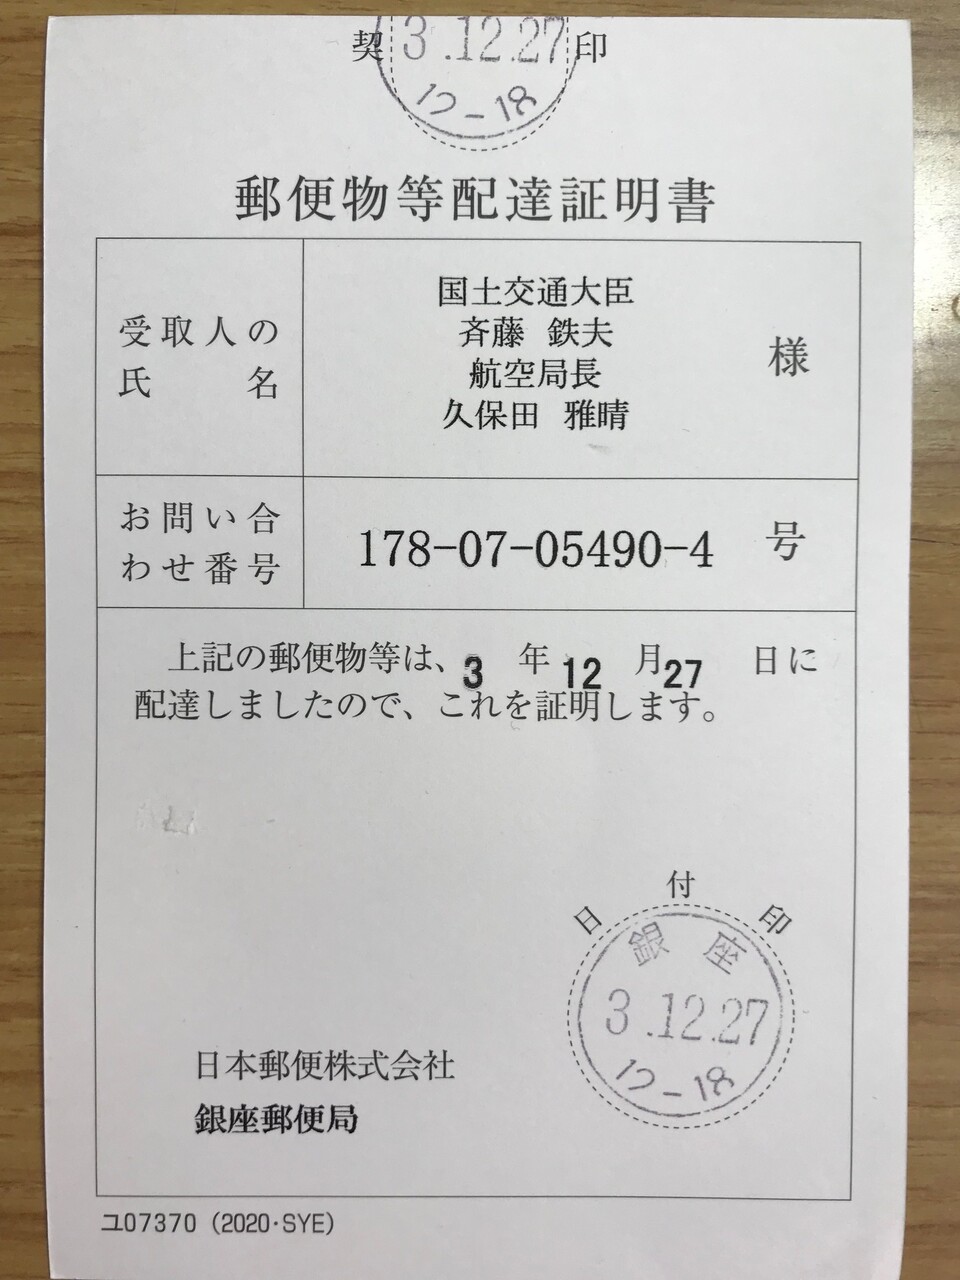 契 3.12.27 印
12-18
郵便物等配達証明書
受取人の
氏名
国土交通大臣
斉藤 鉄夫
航空局長
久保田 雅晴
様
お問い合
わせ番号
178-07-05490-4 号
上記の郵便物等は、3年12月27日に
配達しましたので、これを証明します。
日付印
銀座
3.12.27
12-18
日本郵便株式会社
銀座郵便局
ユ07370（2020・SYE）